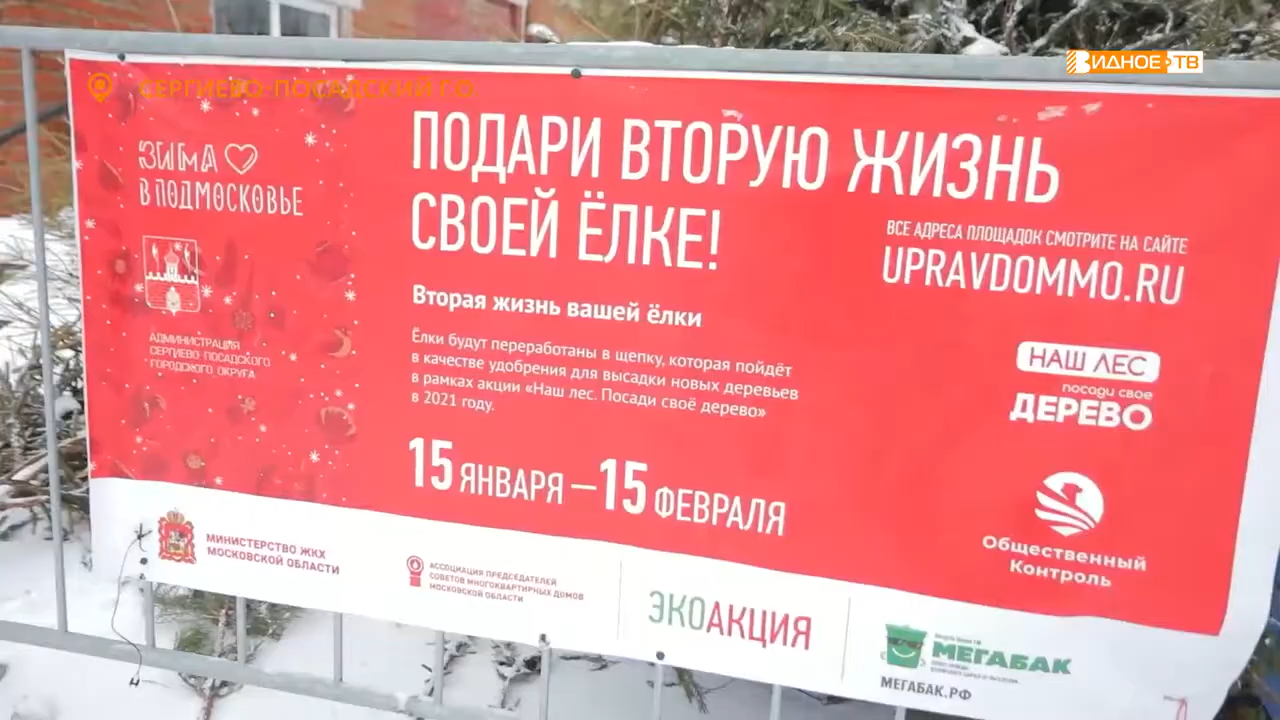 ВИДНОЕ-ТВ
СЕРГИЕВО-ПОСАДСКИЙ Г.О.
ЗИМА
В ПОДМОСКОВЬЕ
АДМИНИСТРАЦИЯ
СЕРГИЕВО-ПОСАДСКОГО
ГОРОДСКОГО ОКРУГА
ПОДАРИ ВТОРУЮ ЖИЗНЬ
СВОЕЙ ЁЛКЕ!
ВСЕ АДРЕСА ПЛОЩАДОК СМОТРИТЕ НА САЙТЕ
UPRAVDOMMO.RU
Вторая жизнь вашей ёлки
Ёлки будут переработаны в щепку, которая пойдёт
в качестве удобрения для высадки новых деревьев
в рамках акции «Наш лес. Посади своё дерево»
в 2021 году.
15 ЯНВАРЯ – 15 ФЕВРАЛЯ
НАШ ЛЕС
посади свое
ДЕРЕВО
Общественный
Контроль
МИНИСТЕРСТВО ЖКХ
МОСКОВСКОЙ ОБЛАСТИ
АССОЦИАЦИЯ ПРЕДСЕДАТЕЛЕЙ
СОВЕТОВ МНОГОКВАРТИРНЫХ ДОМОВ
МОСКОВСКОЙ ОБЛАСТИ
ЭКОАКЦИЯ
МЕГАБАК
МЕГАБАК.РФ